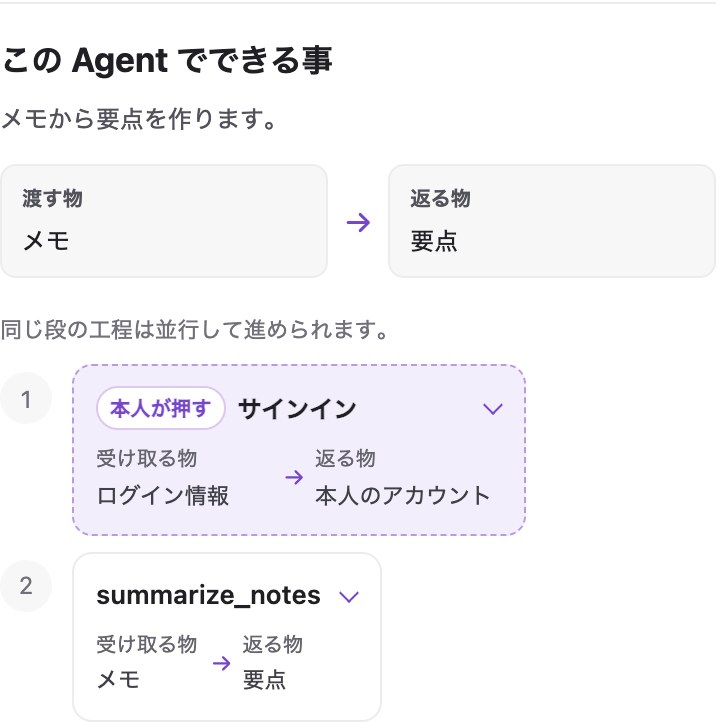 この Agent でできる事
メモから要点を作ります。
渡す物
メモ
→
返る物
要点
同じ段の工程は並行して進められます。
1
本人が押す サインイン
受け取る物
ログイン情報
→
返る物
本人のアカウント
2
summarize_notes
受け取る物
メモ
→
返る物
要点